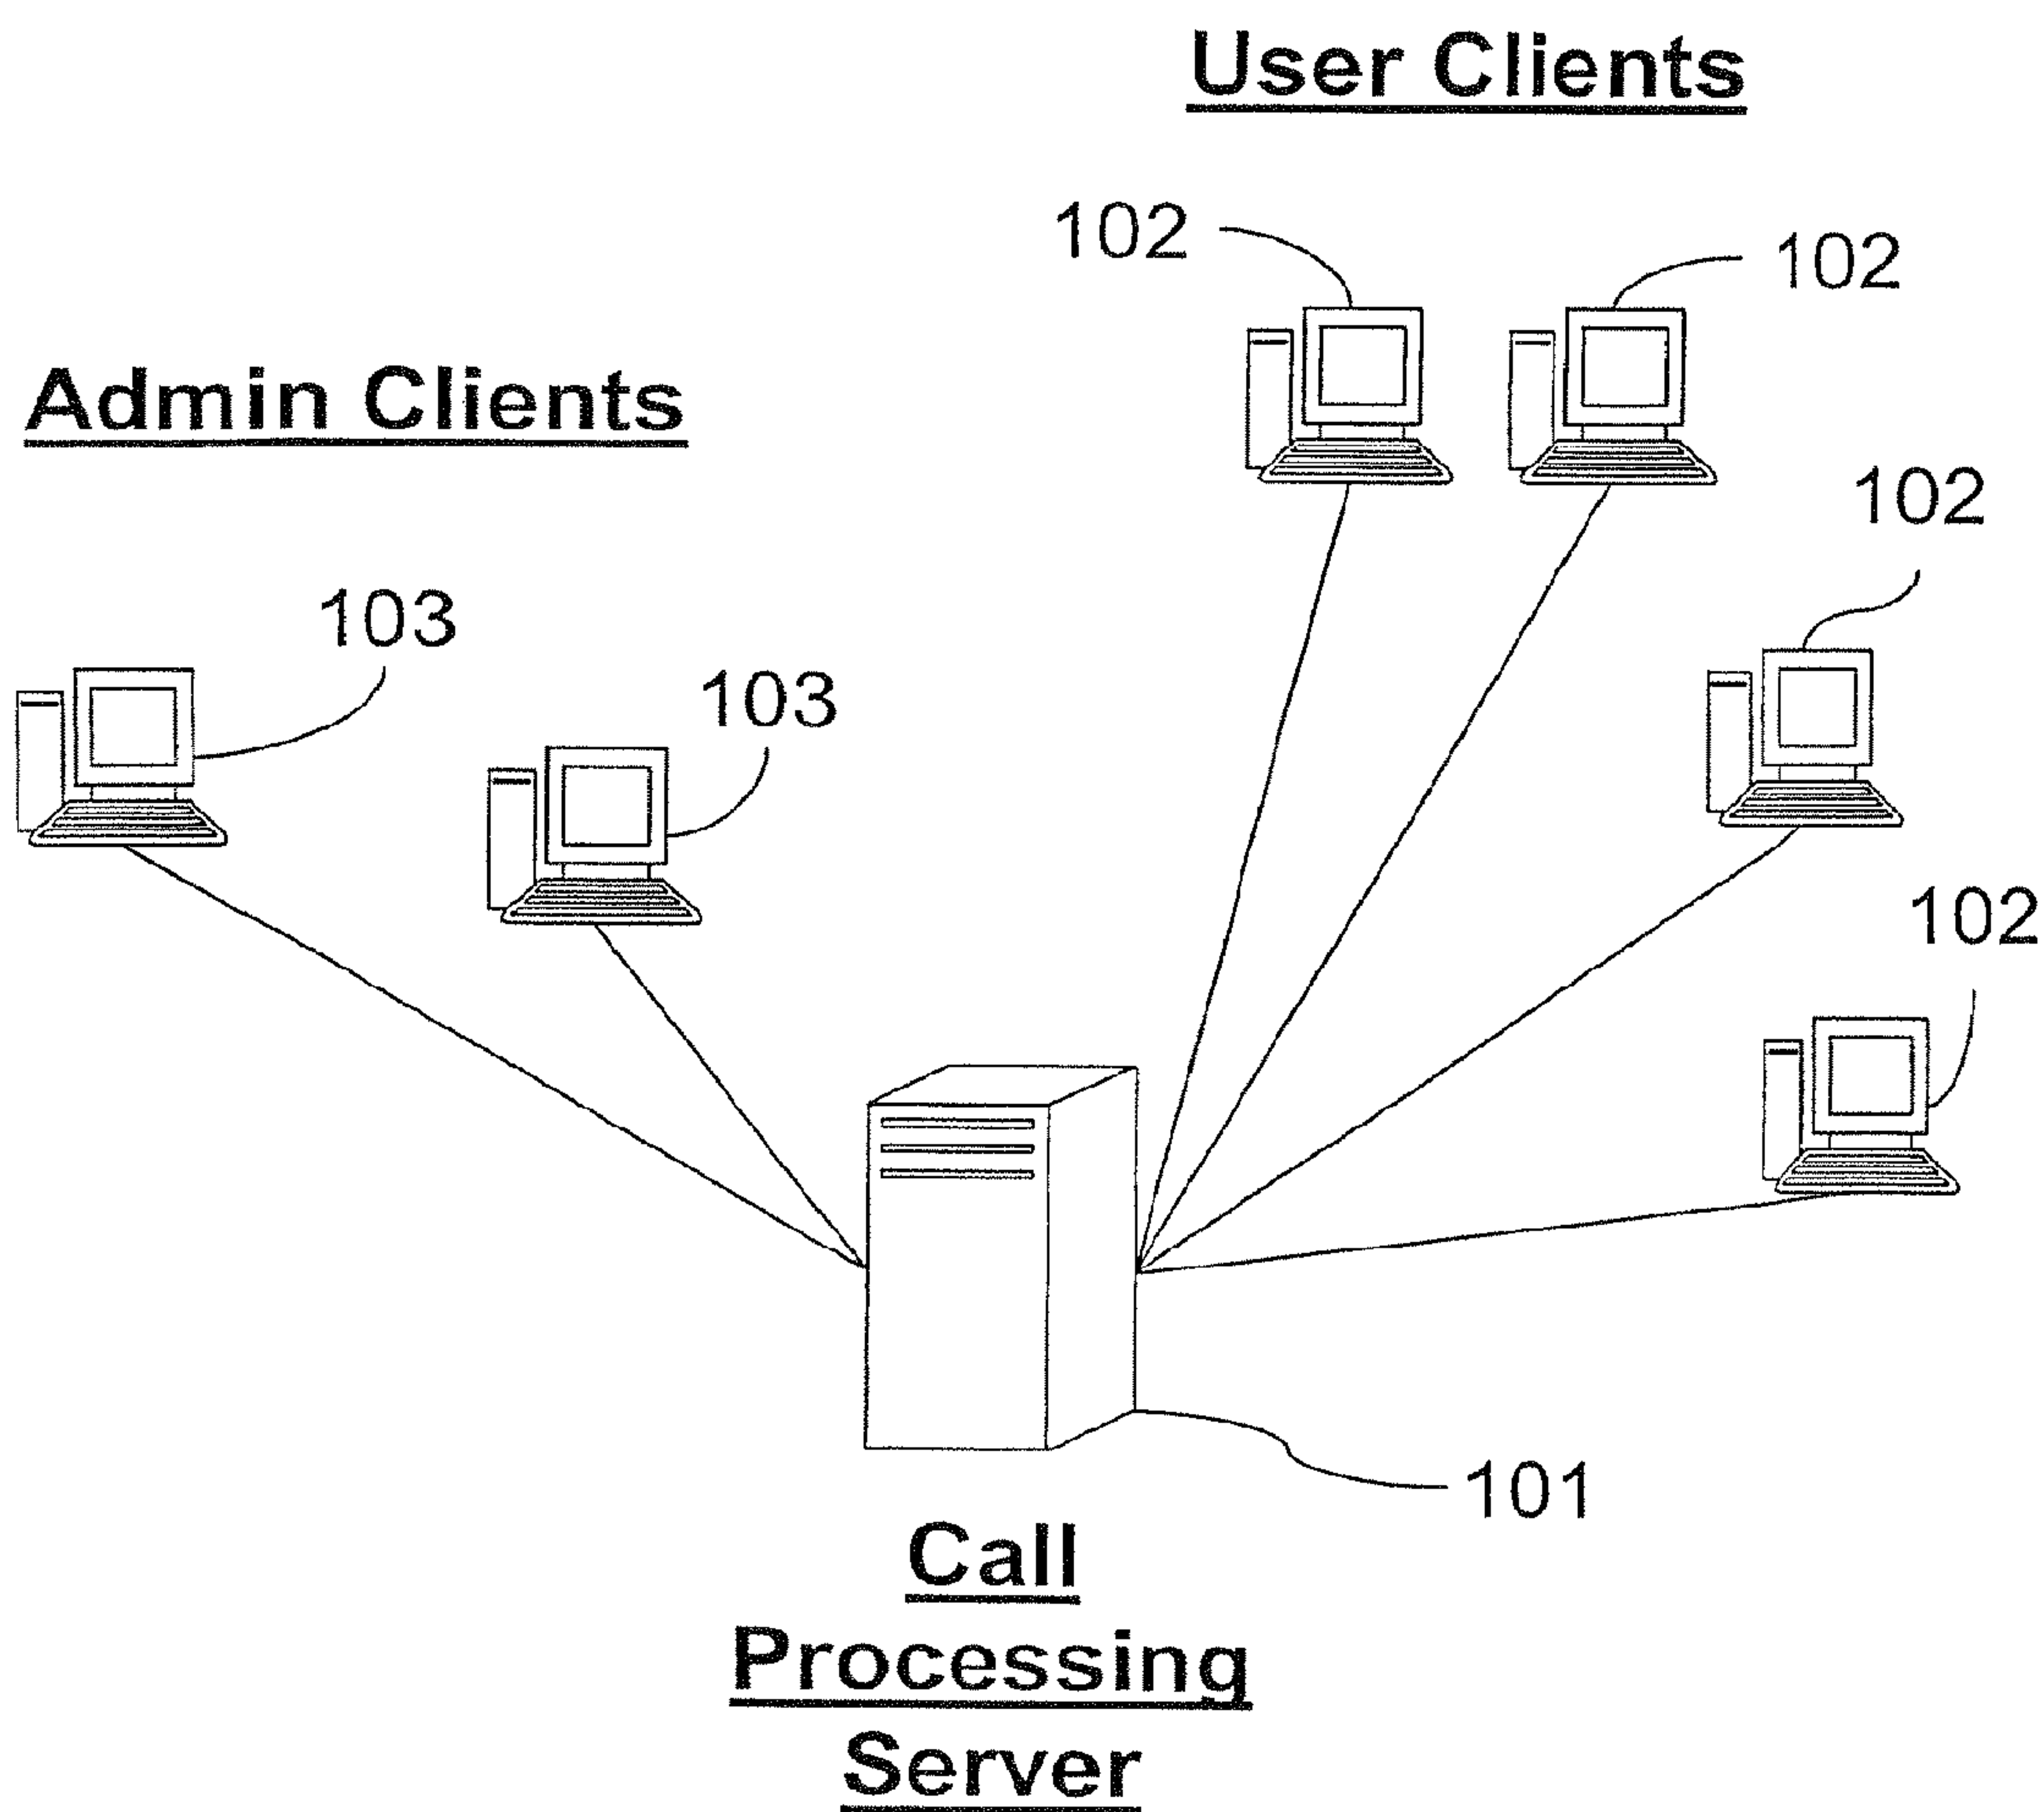 User Clients
102
102
Admin Clients
102
103
103
102
101
Call
Processing
Server